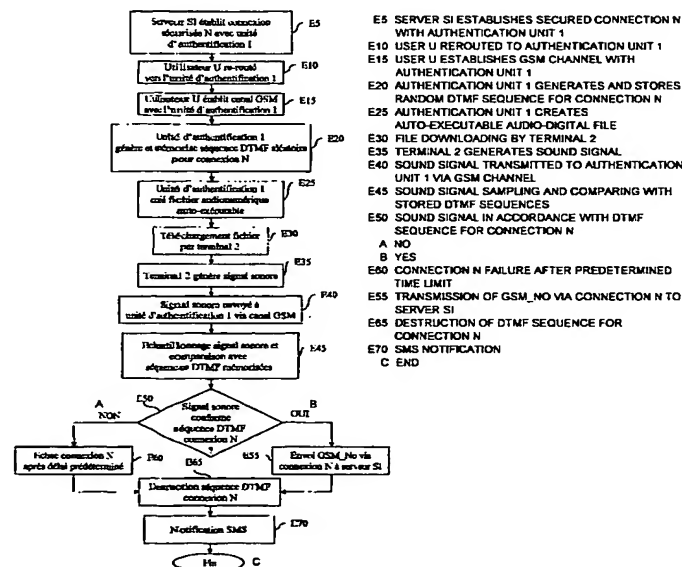 Serveur SI établit connexion
sécurisée N avec unité
d'authentification 1
E5
Utilisateur U re-routé
vers l'unité d'authentification 1
E10
Utilisateur U établit canal GSM
avec l'unité d'authentification 1
E15
Unité d'authentification 1
génère et mémorise séquence DTMF aléatoire
pour connexion N
E20
Unité d'authentification 1
créé fichier audionumérique
auto-exécutable
E25
Téléchargement fichier
par terminal 2
E30
Terminal 2 génère signal sonore
E35
Signal sonore envoyé à
unité d'authentification 1 via canal GSM
E40
Echantillonnage signal sonore et
comparaison avec
séquences DTMF mémorisées
E45
E50
Signal sonore
conforme
séquence DTMF
connexion N
A
NON
B
OUI
Echec connexion N
après délai prédéterminé
E60
E55
Envoi GSM_No via
connexion N à serveur SI
E65
Destruction séquence DTMF
connexion N
Notification SMS
E70
Fin
C
E5 SERVER SI ESTABLISHES SECURED CONNECTION N
WITH AUTHENTICATION UNIT 1
E10 USER U REROUTED TO AUTHENTICATION UNIT 1
E15 USER U ESTABLISHES GSM CHANNEL WITH
AUTHENTICATION UNIT 1
E20 AUTHENTICATION UNIT 1 GENERATES AND STORES
RANDOM DTMF SEQUENCE FOR CONNECTION N
E25 AUTHENTICATION UNIT 1 CREATES
AUTO-EXECUTABLE AUDIO-DIGITAL FILE
E30 FILE DOWNLOADING BY TERMINAL 2
E35 TERMINAL 2 GENERATES SOUND SIGNAL
E40 SOUND SIGNAL TRANSMITTED TO AUTHENTICATION
UNIT 1 VIA GSM CHANNEL
E45 SOUND SIGNAL SAMPLING AND COMPARING WITH
STORED DTMF SEQUENCES
E50 SOUND SIGNAL IN ACCORDANCE WITH DTMF
SEQUENCE FOR CONNECTION N
A NO
B YES
E60 CONNECTION N FAILURE AFTER PREDETERMINED
TIME LIMIT
E55 TRANSMISSION OF GSM_NO VIA CONNECTION N TO
SERVER SI
E65 DESTRUCTION OF DTMF SEQUENCE FOR
CONNECTION N
E70 SMS NOTIFICATION
C END